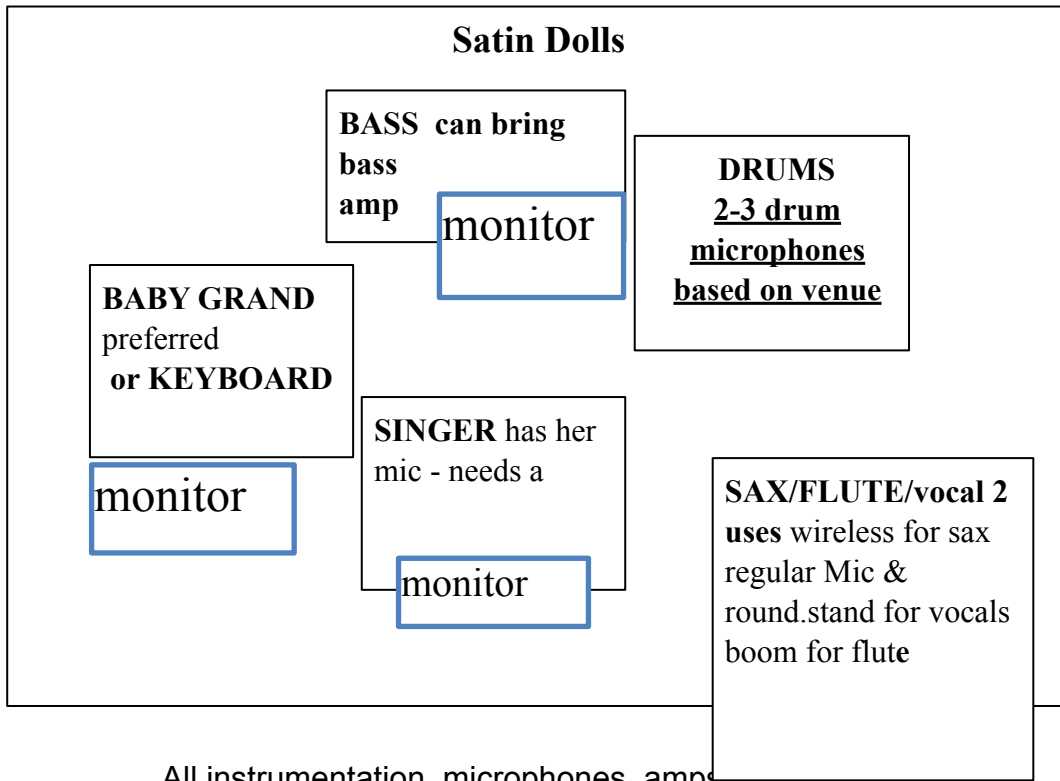 Satin Dolls
BASS can bring
bass
amp
monitor
DRUMS
2-3 drum
microphones
based on venue
BABY GRAND
preferred
or KEYBOARD
monitor
SINGER has her
mic - needs a
monitor
SAX/FLUTE/vocal 2
uses wireless for sax
regular Mic &
round.stand for vocals
boom for flute
All instrumentation, microphones, amps